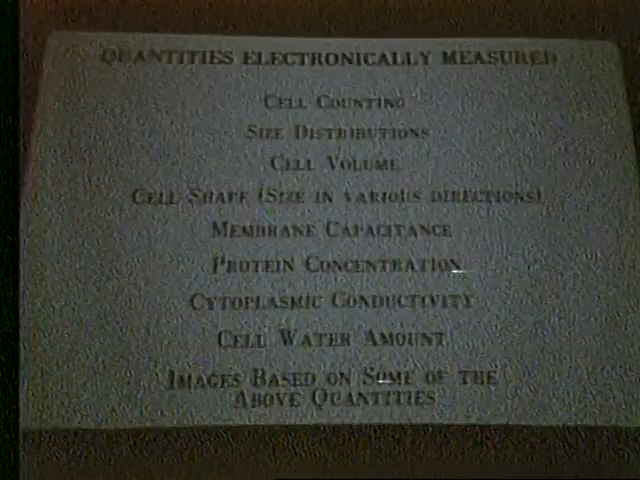 QUANTITIES ELECTRONICALLY MEASURED
CELL COUNTING
SIZE DISTRIBUTIONS
CELL VOLUME
CELL SHAPE (SIZE IN VARIOUS DIRECTIONS)
MEMBRANE CAPACITANCE
PROTEIN CONCENTRATION
CYTOPLASMIC CONDUCTIVITY
CELL WATER AMOUNT
IMAGES BASED ON SOME OF THE
ABOVE QUANTITIES